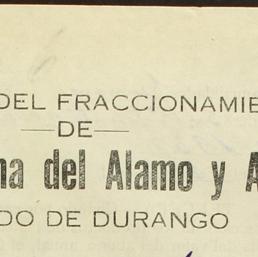 DEL FRACCIONAMIE
—DE—
na del Alamo y A
DO DE DURANGO